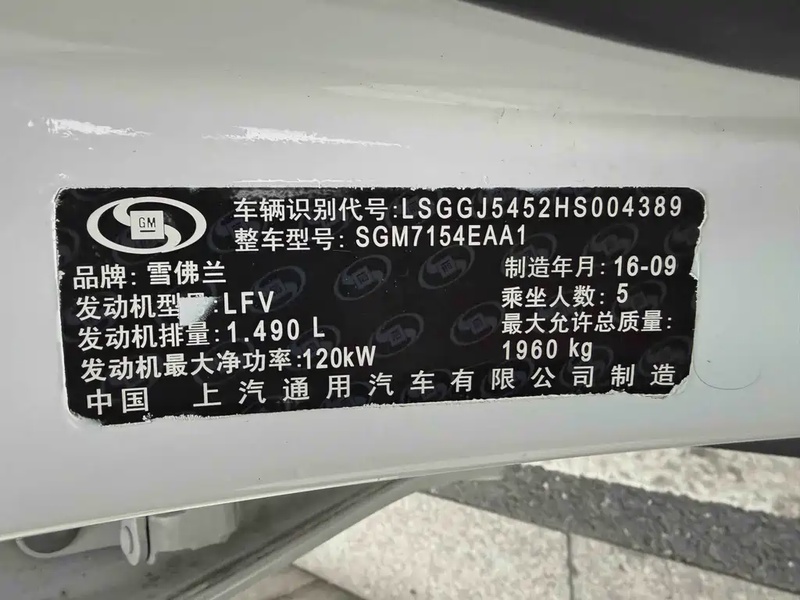 GM
车辆识别代号:LSGGJ5452HS004389
整车型号: SGM7154EAA1
品牌: 雪佛兰
制造年月: 16-09
发动机型号:LFV
乘坐人数: 5
发动机排量:1.490 L
最大允许总质量:
1960 kg
发动机最大净功率:120kW
中国 上汽通用汽车有限公司制造